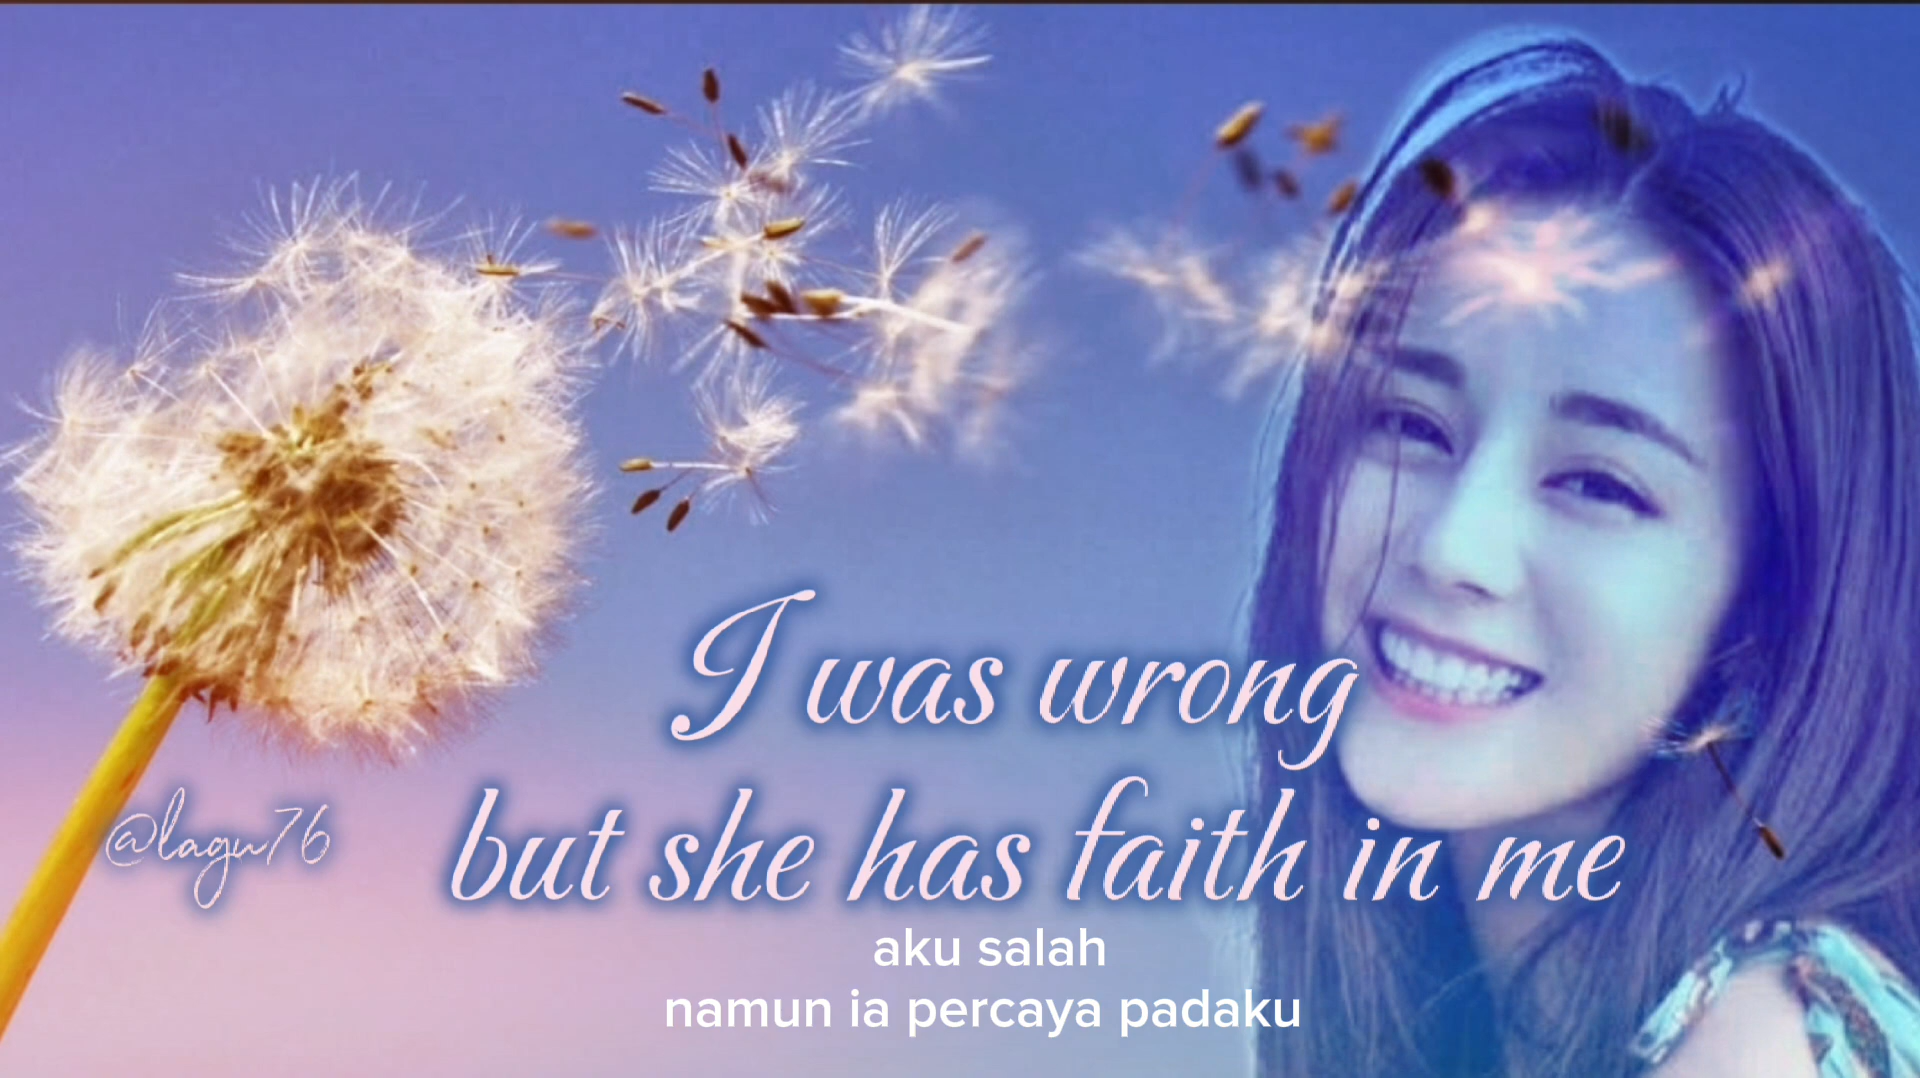 I was wrong
but she has faith in me
@lagu76
aku salah
namun ia percaya padaku